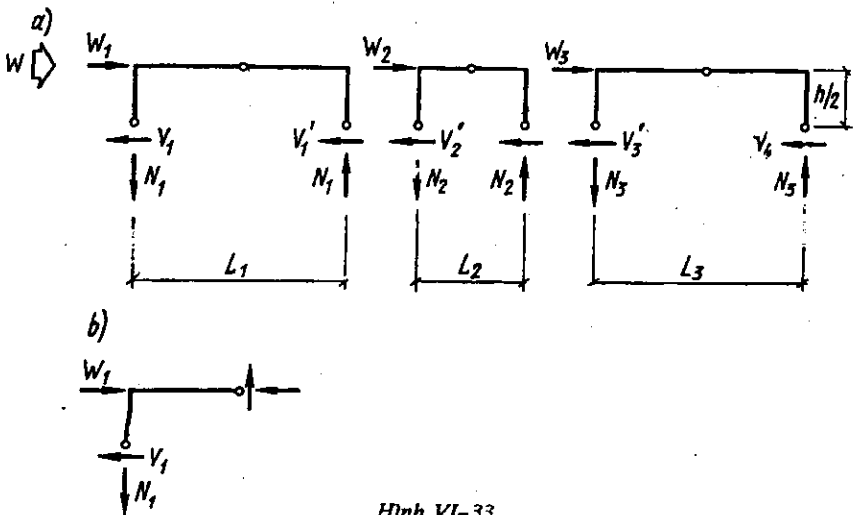 a)
W W₁ W₂ W₃
h/2
V₁ V₁' V₂' V₃' V₄
N₁ N₁ N₂ N₂ N₃ N₃
L₁ L₂ L₃
b)
W₁
V₁
N₁
Hình VI-33